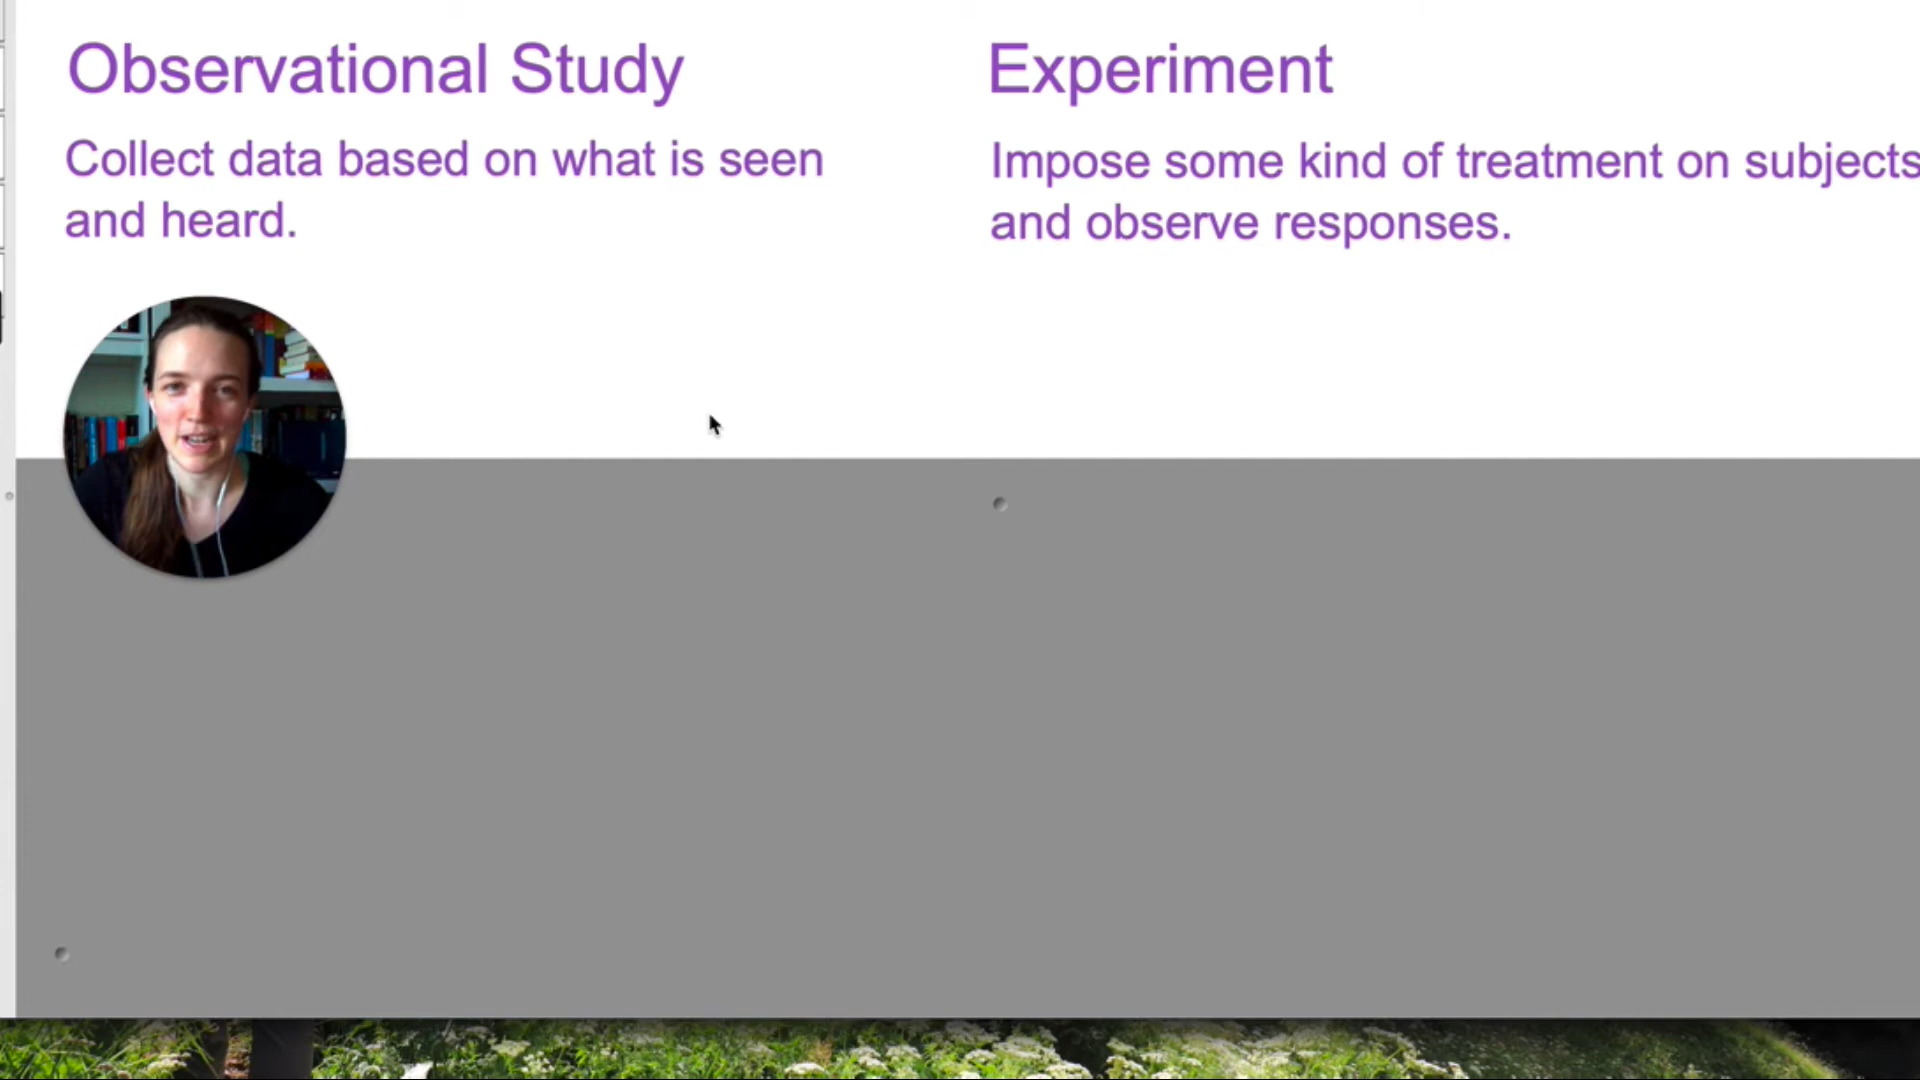 Observational Study
Collect data based on what is seen
and heard.
Experiment
Impose some kind of treatment on subjects
and observe responses.